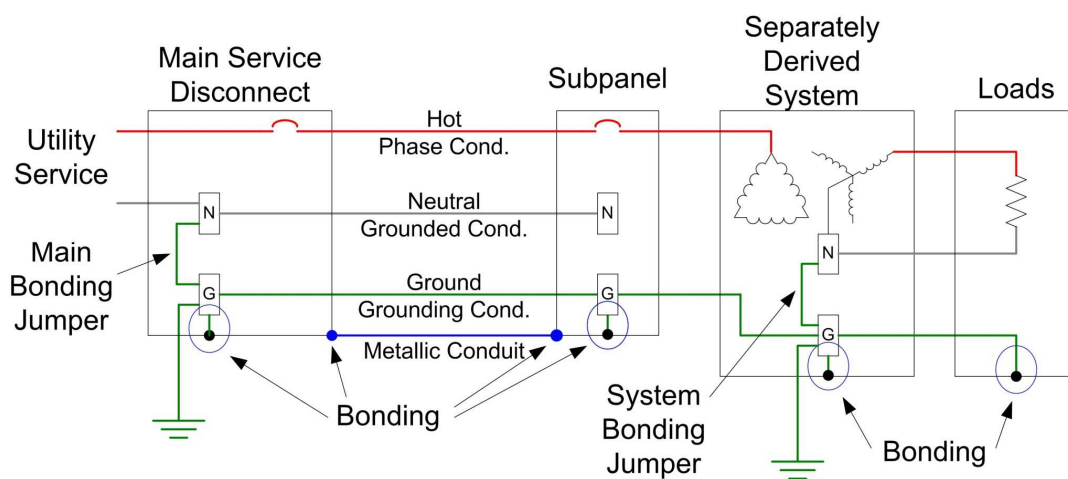 Main Service
Disconnect
Subpanel
Separately
Derived
System
Loads
Utility
Service
Hot
Phase Cond.
N
Neutral
Grounded Cond.
N
N
Main
Bonding
Jumper
G
Ground
Grounding Cond.
G
G
Metallic Conduit
Bonding
System
Bonding
Jumper
Bonding